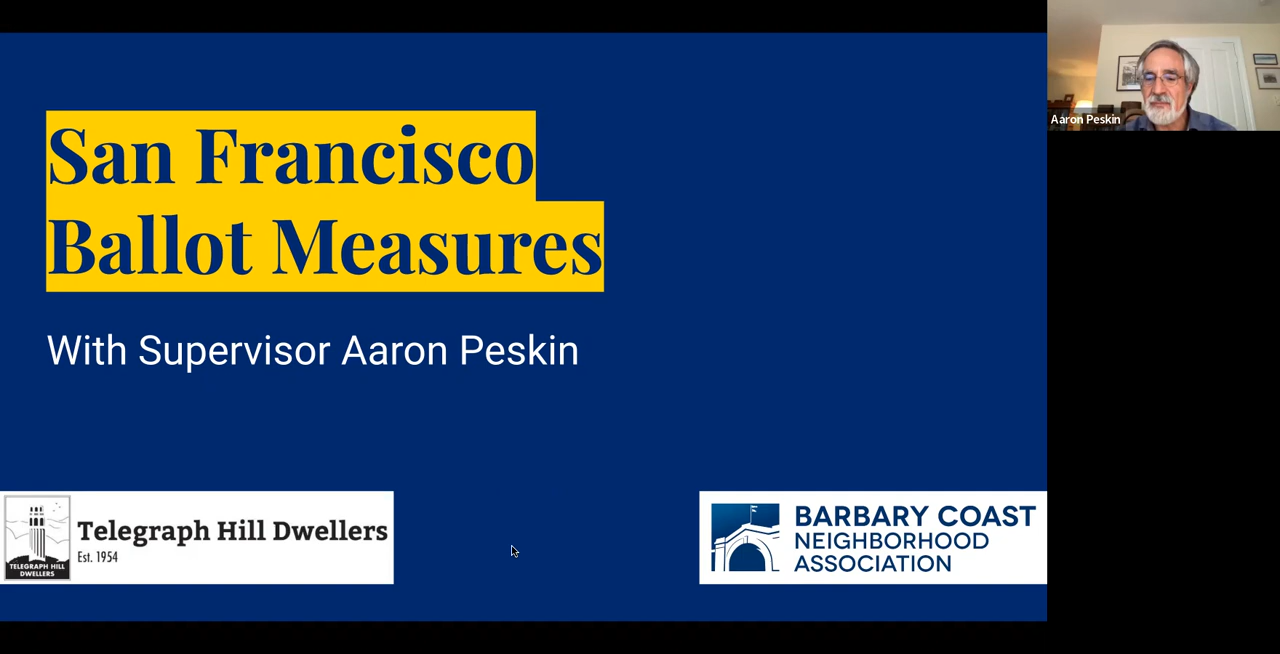 San Francisco
Ballot Measures
With Supervisor Aaron Peskin
Aaron Peskin
TELEGRAPH HILL
DWELLERS
Telegraph Hill Dwellers
Est. 1954
BARBARY COAST
NEIGHBORHOOD
ASSOCIATION